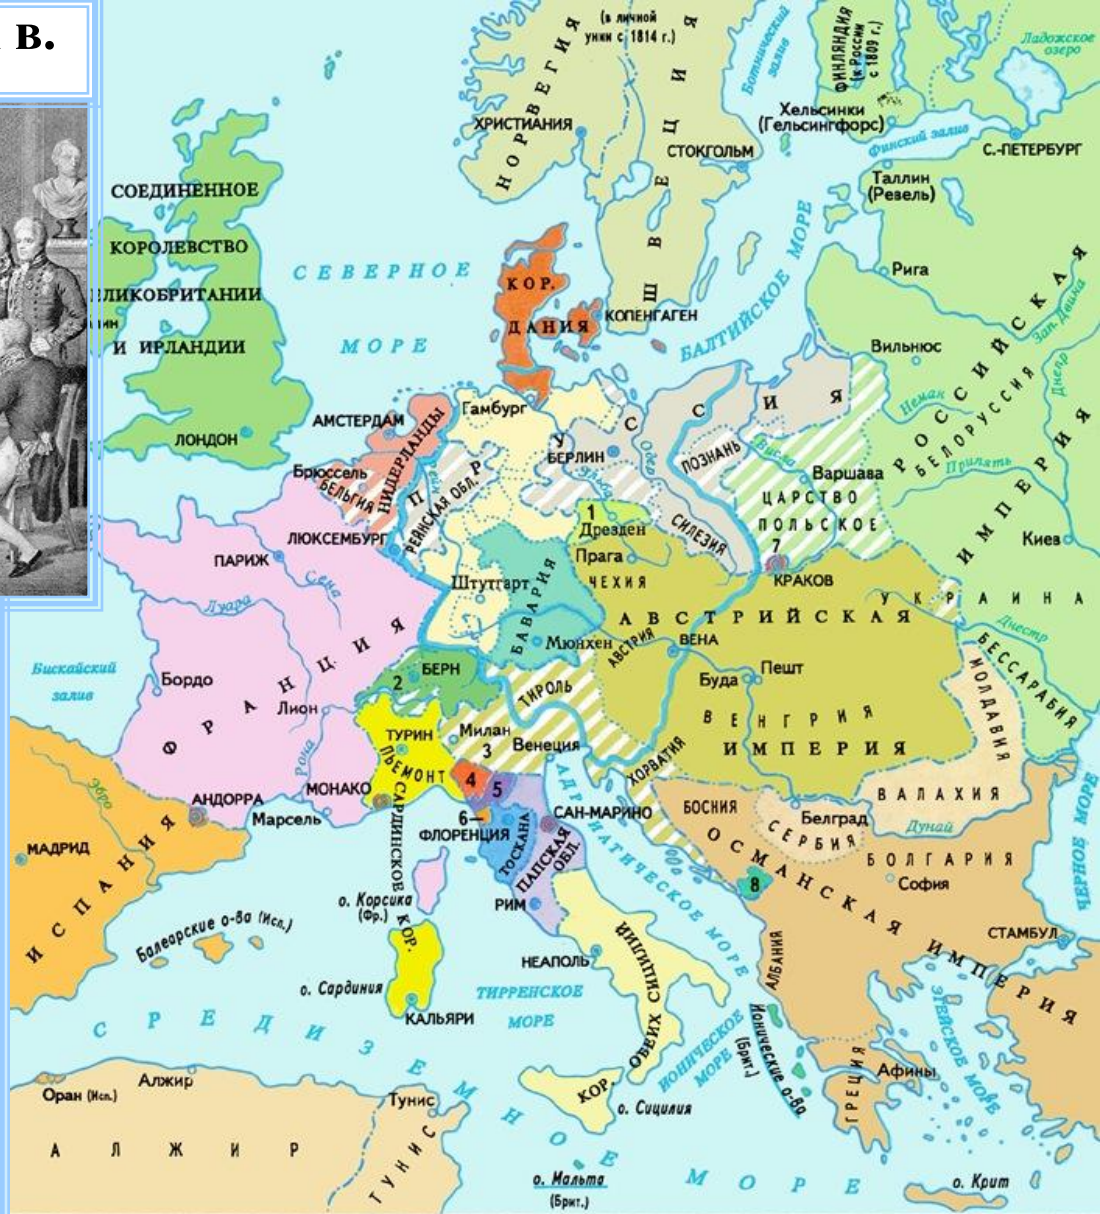 В.
НОРВЕГИЯ
(в личной
унии с 1814 г.)
ШВЕЦИЯ
Ботнический
залив
ФИНЛЯНДИЯ
(к России
с 1809 г.)
Ладожское
озеро
ХРИСТИАНИЯ
СТОКГОЛЬМ
Хельсинки
(Гельсингфорс)
Финский залив
С.-ПЕТЕРБУРГ
Таллин
(Ревель)
СОЕДИНЕННОЕ
КОРОЛЕВСТВО
ЕЛИКОБРИТАНИИ
ИН
И ИРЛАНДИИ
ЛОНДОН
СЕВЕРНОЕ
МОРЕ
КОР.
ДАНИЯ
КОПЕНГАГЕН
БАЛТИЙСКОЕ МОРЕ
Рига
Зап. Двина
Вильнюс
Днепр
Неман
РОССИЙСКАЯ
ИМПЕРИЯ
БЕЛОРУССИЯ
Припять
Киев
АМСТЕРДАМ
НИДЕРЛАНДЫ
Гамбург
Брюссель
БЕЛЬГИЯ
ЛЮКСЕМБУРГ
Рейн
РЕЙНСКАЯ ОБЛ.
ПРУССИЯ
БЕРЛИН
Эльба
Одер
ПОЗНАНЬ
СИЛЕЗИЯ
Висла
Варшава
ЦАРСТВО
ПОЛЬСКОЕ
7
КРАКОВ
1
Дрезден
Прага
ЧЕХИЯ
ПАРИЖ
Сена
Луара
ФРАНЦИЯ
Бискайский
залив
Бордо
Лион
Рона
Марсель
МОНАКО
АНДОРРА
Штутгарт
БАВАРИЯ
Мюнхен
2
БЕРН
ТИРОЛЬ
АВСТРИЯ
ВЕНА
АВСТРИЙСКАЯ
ИМПЕРИЯ
УКРАИНА
Днестр
БЕССАРАБИЯ
МОЛДАВИЯ
Буда
Пешт
ВЕНГРИЯ
ХОРВАТИЯ
ТУРИН
ПЬЕМОНТ
САРДИНСКОЕ КОР.
Милан
3
Венеция
4
5
6
ФЛОРЕНЦИЯ
ТОСКАНА
САН-МАРИНО
ПАПСКАЯ
ОБЛ.
РИМ
АДРИАТИЧЕСКОЕ МОРЕ
БОСНИЯ
Белград
СЕРБИЯ
ВАЛАХИЯ
Дунай
БОЛГАРИЯ
София
ОСМАНСКАЯ ИМПЕРИЯ
8
АЛБАНИЯ
СТАМБУЛ
ЧЕРНОЕ МОРЕ
Эбро
МАДРИД
ИСПАНИЯ
Балеарские о-ва (Исп.)
о. Корсика
(Фр.)
о. Сардиния
КАЛЬЯРИ
НЕАПОЛЬ
ТИРРЕНСКОЕ
МОРЕ
КОР. ОБЕИХ СИЦИЛИЙ
о. Сицилия
ИОНИЧЕСКОЕ
МОРЕ
Ионические о-ва
(Брит.)
ГРЕЦИЯ
Афины
ЭГЕЙСКОЕ МОРЕ
СРЕДИЗЕМНОЕ МОРЕ
Оран (Исп.)
Алжир
АЛЖИР
Тунис
ТУНИС
о. Мальта
(Брит.)
о. Крит